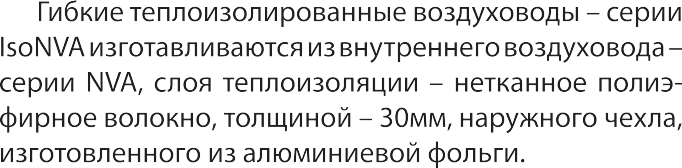 Гибкие теплоизолированные воздуховоды – серии
IsoNVA изготавливаются из внутреннего воздуховода –
серии NVA, слоя теплоизоляции – нетканное полиэ-
фирное волокно, толщиной – 30мм, наружного чехла,
изготовленного из алюминиевой фольги.